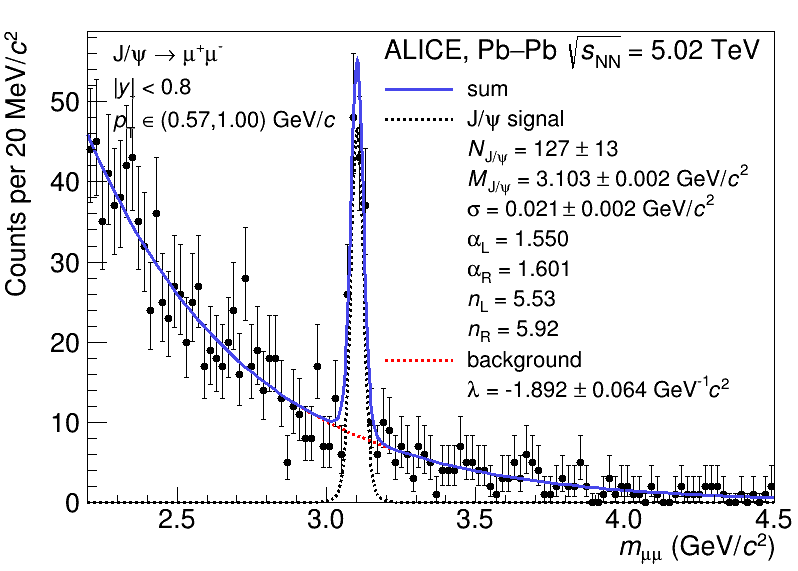 J/ψ → μ⁺μ⁻
|y| < 0.8
p_T ∈ (0.57,1.00) GeV/c
ALICE, Pb–Pb √s_NN = 5.02 TeV
sum
J/ψ signal
N_J/ψ = 127 ± 13
M_J/ψ = 3.103 ± 0.002 GeV/c²
σ = 0.021 ± 0.002 GeV/c²
α_L = 1.550
α_R = 1.601
n_L = 5.53
n_R = 5.92
background
λ = -1.892 ± 0.064 GeV⁻¹c²
Counts per 20 MeV/c²
50
40
30
20
10
0
2.5 3.0 3.5 4.0 4.5
m_μμ (GeV/c²)